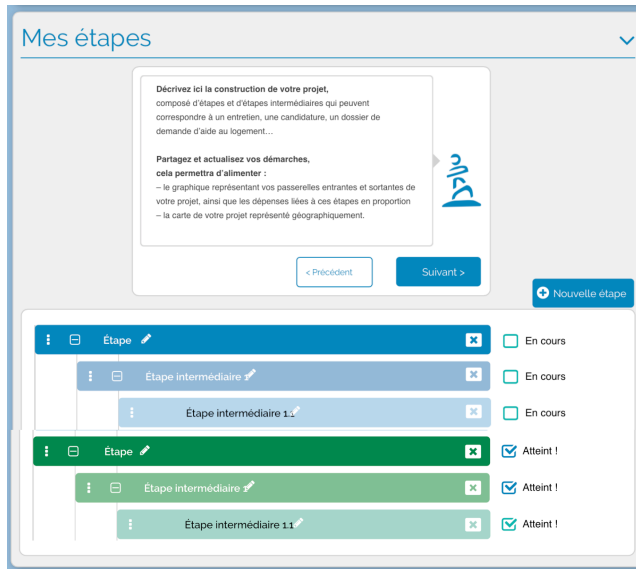 Mes étapes
Décrivez ici la construction de votre projet,
composé d'étapes et d'étapes intermédiaires qui peuvent
correspondre à un entretien, une candidature, un dossier de
demande d'aide au logement…
Partagez et actualisez vos démarches,
cela permettra d'alimenter :
– le graphique représentant vos passerelles entrantes et sortantes de
votre projet, ainsi que les dépenses liées à ces étapes en proportion
– la carte de votre projet représenté géographiquement.
< Précédent
Suivant >
Nouvelle étape
Étape
En cours
Étape intermédiaire 1
En cours
Étape intermédiaire 1.1
En cours
Étape
Atteint !
Étape intermédiaire 1
Atteint !
Étape intermédiaire 1.1
Atteint !